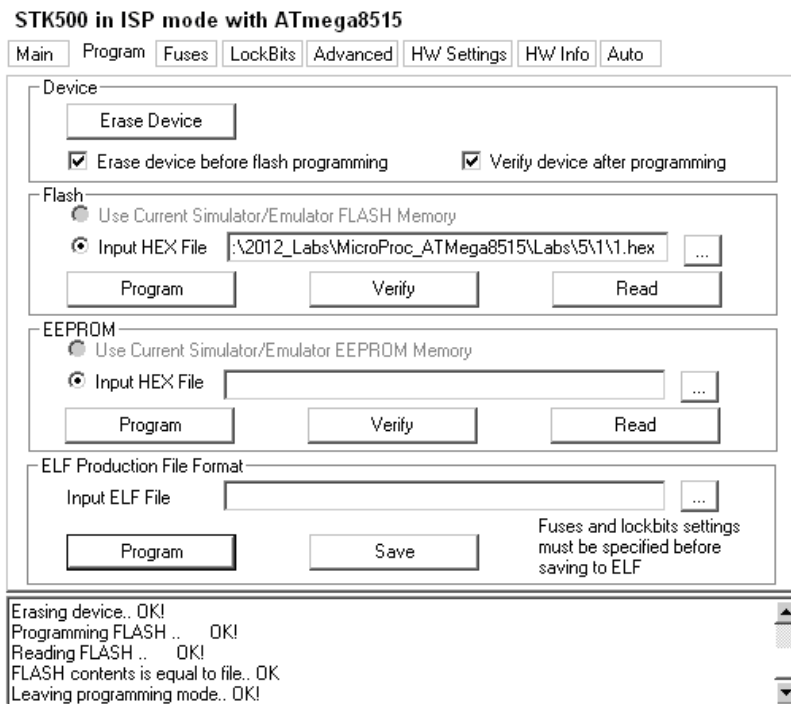 STK500 in ISP mode with ATmega8515
Main Program Fuses LockBits Advanced HW Settings HW Info Auto
Device
Erase Device
Erase device before flash programming Verify device after programming
Flash
Use Current Simulator/Emulator FLASH Memory
Input HEX File :\2012_Labs\MicroProc_ATMega8515\Labs\5\1\1.hex ...
Program Verify Read
EEPROM
Use Current Simulator/Emulator EEPROM Memory
Input HEX File ...
Program Verify Read
ELF Production File Format
Input ELF File ...
Program Save Fuses and lockbits settings
must be specified before
saving to ELF
Erasing device.. OK!
Programming FLASH .. OK!
Reading FLASH .. OK!
FLASH contents is equal to file.. OK
Leaving programming mode.. OK!